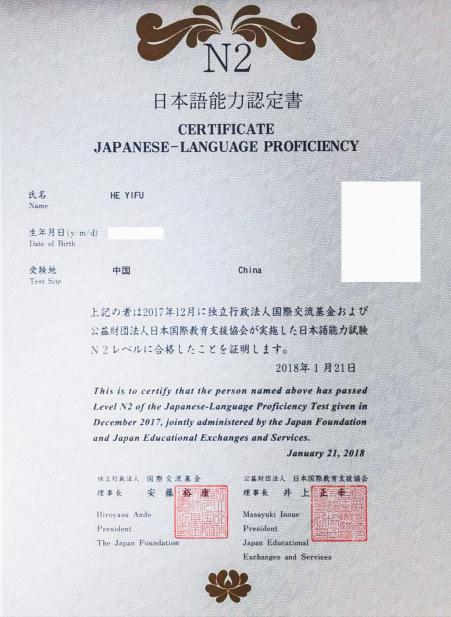 N2
日本語能力認定書
CERTIFICATE
JAPANESE-LANGUAGE PROFICIENCY
氏名 HE YIFU
Name
生年月日(y/m/d)
Date of Birth
受験地 中国 China
Test Site
上記の者は2017年12月に独立行政法人国際交流基金および
公益財団法人日本国際教育支援協会が実施した日本語能力試験
N2レベルに合格したことを証明します。
2018年1月21日
This is to certify that the person named above has passed
Level N2 of the Japanese-Language Proficiency Test given in
December 2017, jointly administered by the Japan Foundation
and Japan Educational Exchanges and Services.
January 21, 2018
独立行政法人 国際交流基金
理事長 安藤裕康
Hiroyasu Ando
President
The Japan Foundation
公益財団法人 日本国際教育支援協会
理事長 井上正幸
Masayuki Inoue
President
Japan Educational
Exchanges and Services